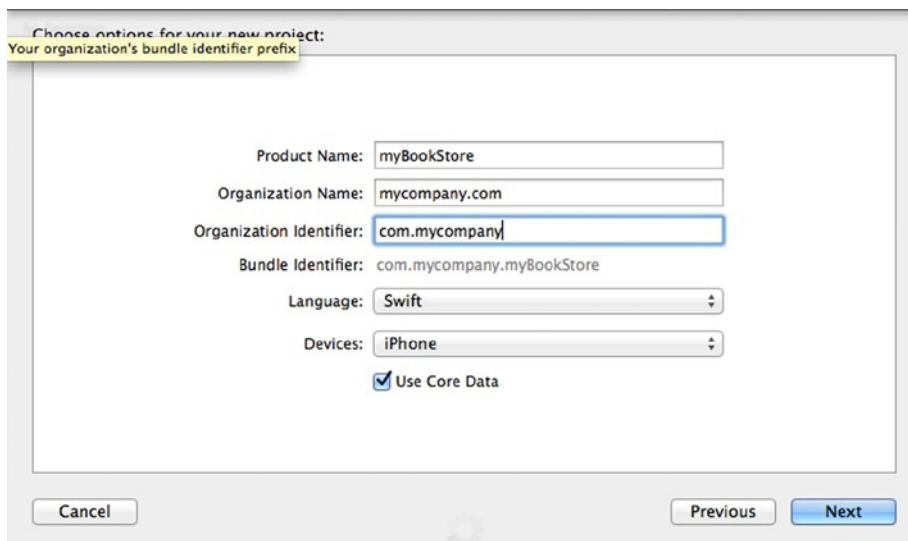 Choose options for your new project:
Your organization's bundle identifier prefix
Product Name: myBookStore
Organization Name: mycompany.com
Organization Identifier: com.mycompany
Bundle Identifier: com.mycompany.myBookStore
Language: Swift
Devices: iPhone
Use Core Data
Cancel Previous Next